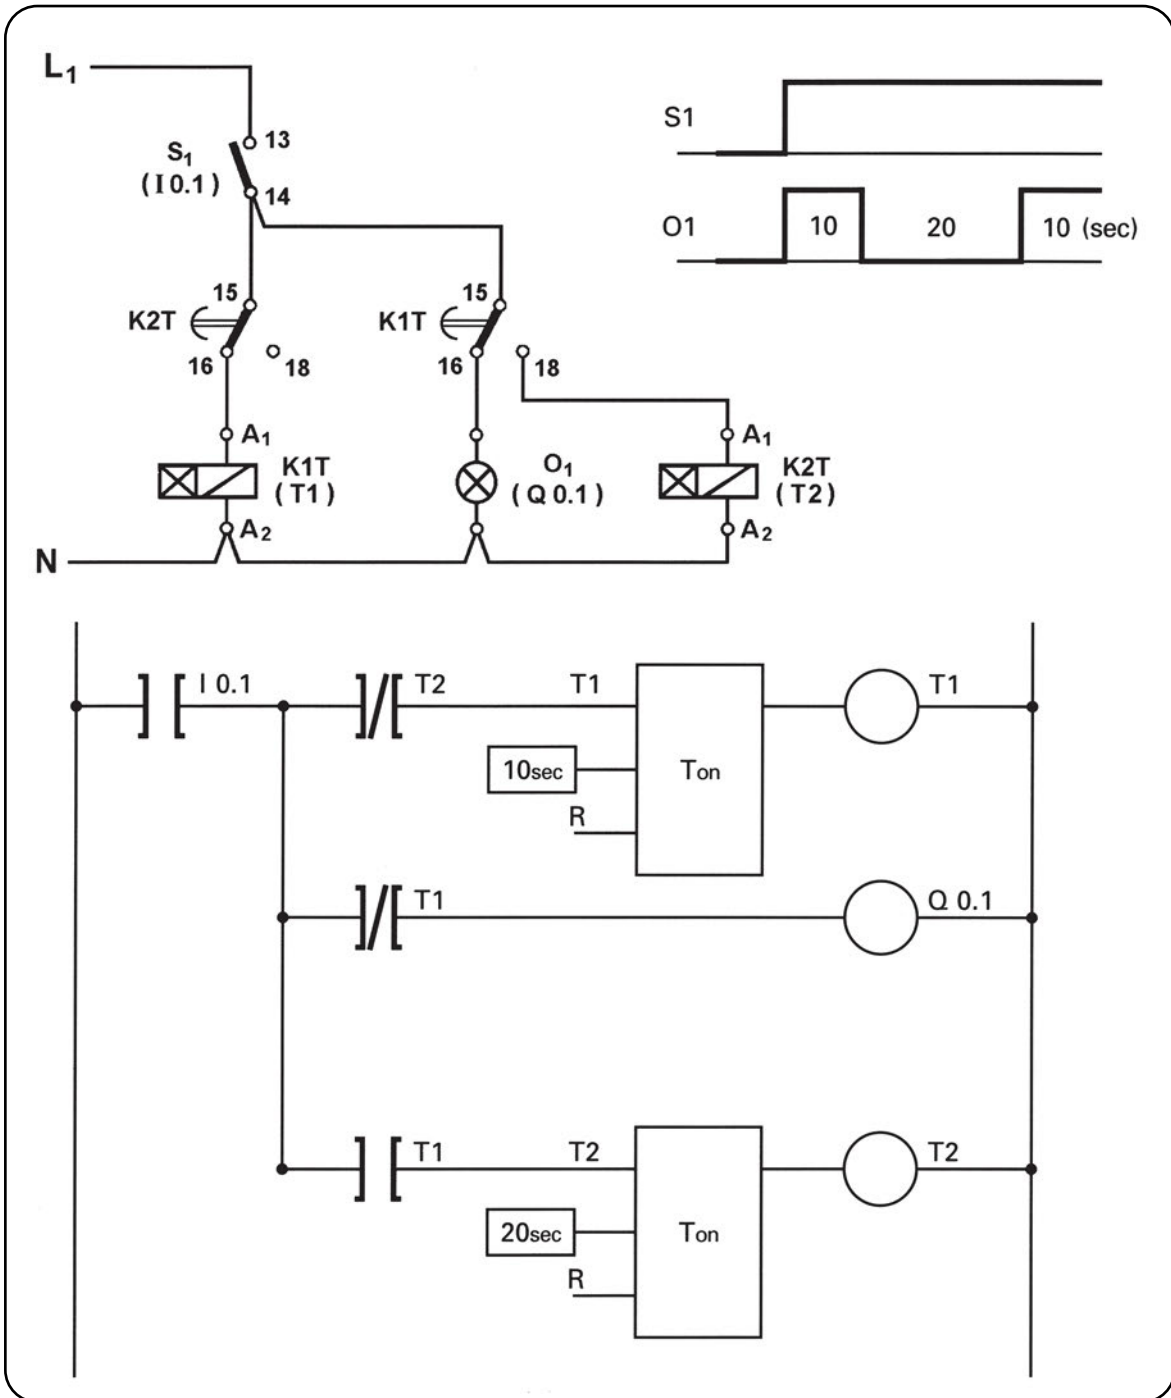 L1
13
S1
(I 0.1)
14
S1
O1
10
20
10 (sec)
15
K2T
16
18
15
K1T
16
18
A1
K1T
(T1)
A2
O1
(Q 0.1)
A1
K2T
(T2)
A2
N
I 0.1
T2
T1
T1
10sec
Ton
R
T1
Q 0.1
T1
T2
T2
20sec
Ton
R